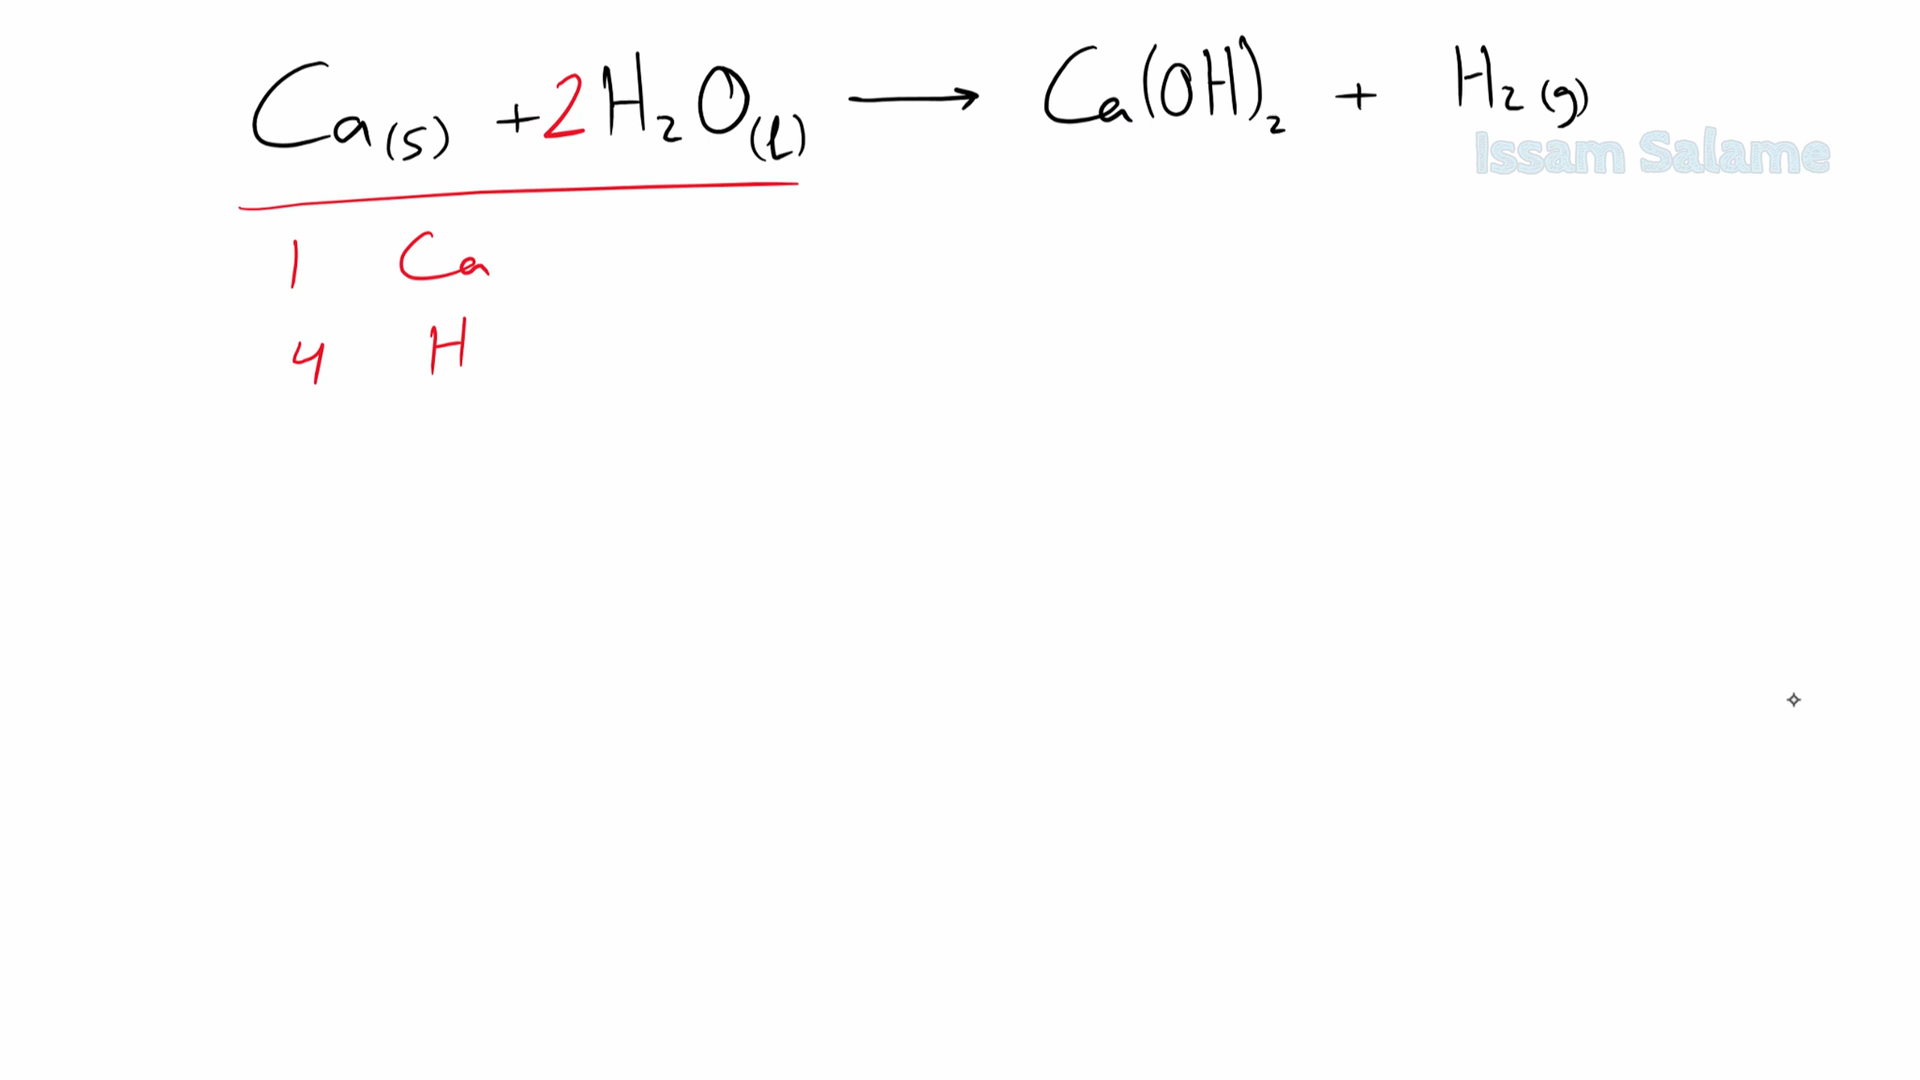 Ca(s) +2H₂O(l) ⟶ Ca(OH)₂ + H₂(g)
Issam Salame
1 Ca
4 H